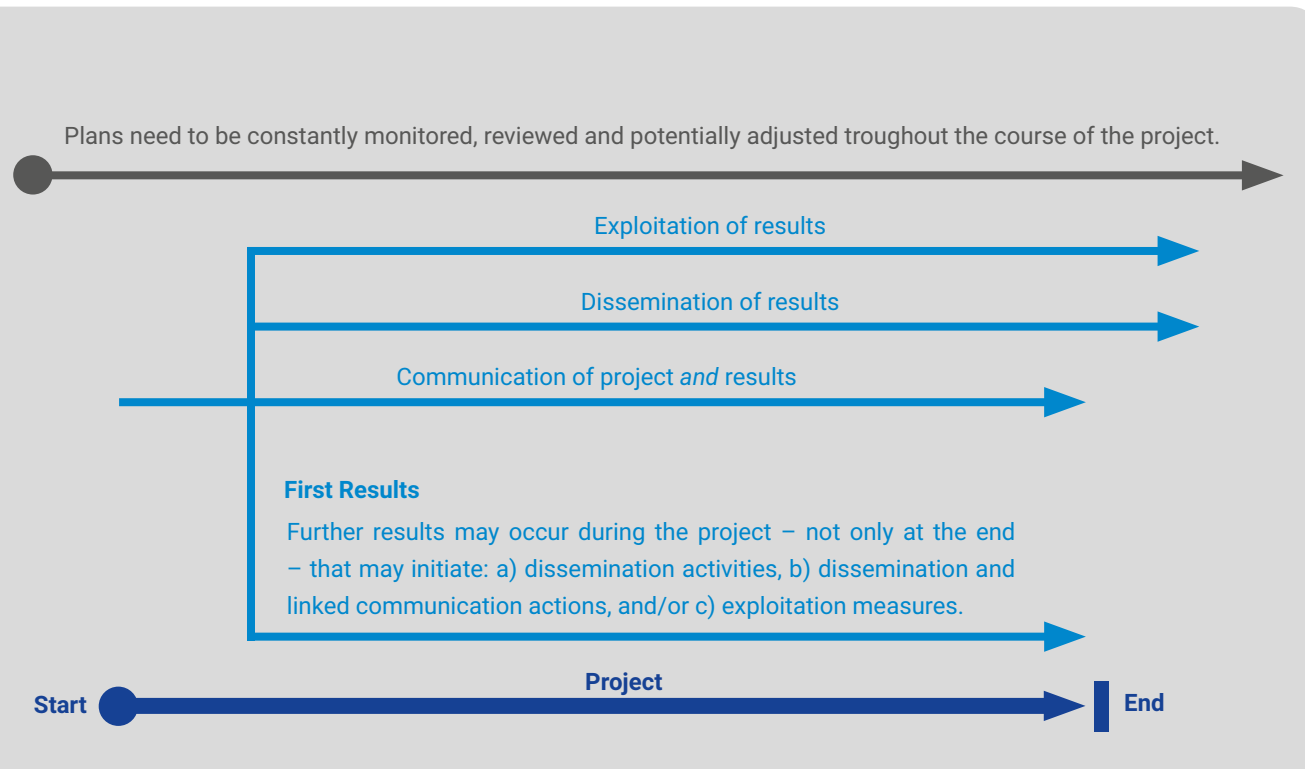 Plans need to be constantly monitored, reviewed and potentially adjusted troughout the course of the project.
Exploitation of results
Dissemination of results
Communication of project and results
First Results
Further results may occur during the project – not only at the end
– that may initiate: a) dissemination activities, b) dissemination and
linked communication actions, and/or c) exploitation measures.
Project
Start
End